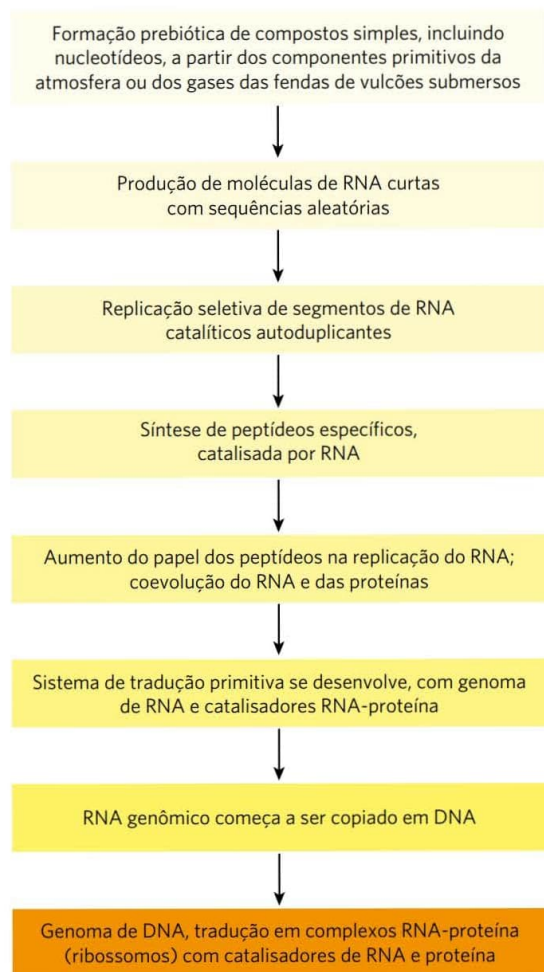 Formação prebiótica de compostos simples, incluindo
nucleotídeos, a partir dos componentes primitivos da
atmosfera ou dos gases das fendas de vulcões submersos
Produção de moléculas de RNA curtas
com sequências aleatórias
Replicação seletiva de segmentos de RNA
catalíticos autoduplicantes
Síntese de peptídeos específicos,
catalisada por RNA
Aumento do papel dos peptídeos na replicação do RNA;
coevolução do RNA e das proteínas
Sistema de tradução primitiva se desenvolve, com genoma
de RNA e catalisadores RNA-proteína
RNA genômico começa a ser copiado em DNA
Genoma de DNA, tradução em complexos RNA-proteína
(ribossomos) com catalisadores de RNA e proteína